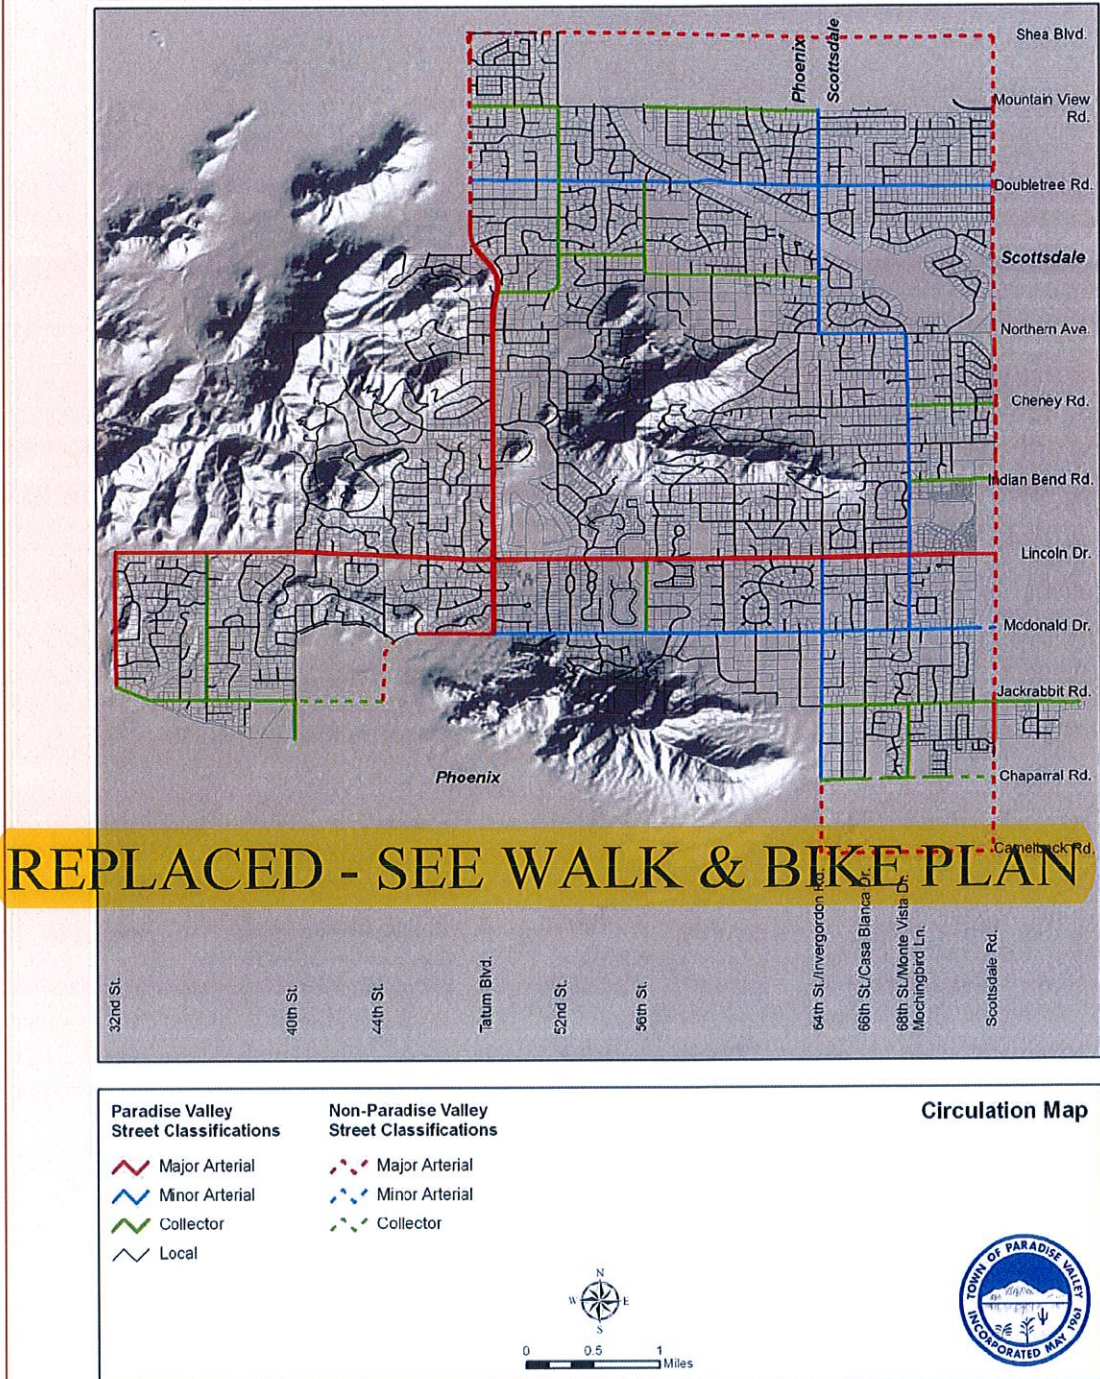 Phoenix
Scottsdale
Shea Blvd.
Mountain View
Rd.
Doubletree Rd.
Scottsdale
Northern Ave.
Cheney Rd.
Indian Bend Rd.
Lincoln Dr.
Mcdonald Dr.
Jackrabbit Rd.
Phoenix
Chaparral Rd.
Camelback Rd.
REPLACED - SEE WALK & BIKE PLAN
32nd St.
40th St.
44th St.
Tatum Blvd.
52nd St.
56th St.
64th St./Invergordon Rd.
66th St./Casa Blanca Dr.
68th St./Monte Vista Dr.
Mochingbird Ln.
Scottsdale Rd.
Paradise Valley
Street Classifications
Major Arterial
Minor Arterial
Collector
Local
Non-Paradise Valley
Street Classifications
Major Arterial
Minor Arterial
Collector
Circulation Map
N
W E
S
0 0.5 1
Miles
TOWN OF PARADISE VALLEY
INCORPORATED MAY 1961